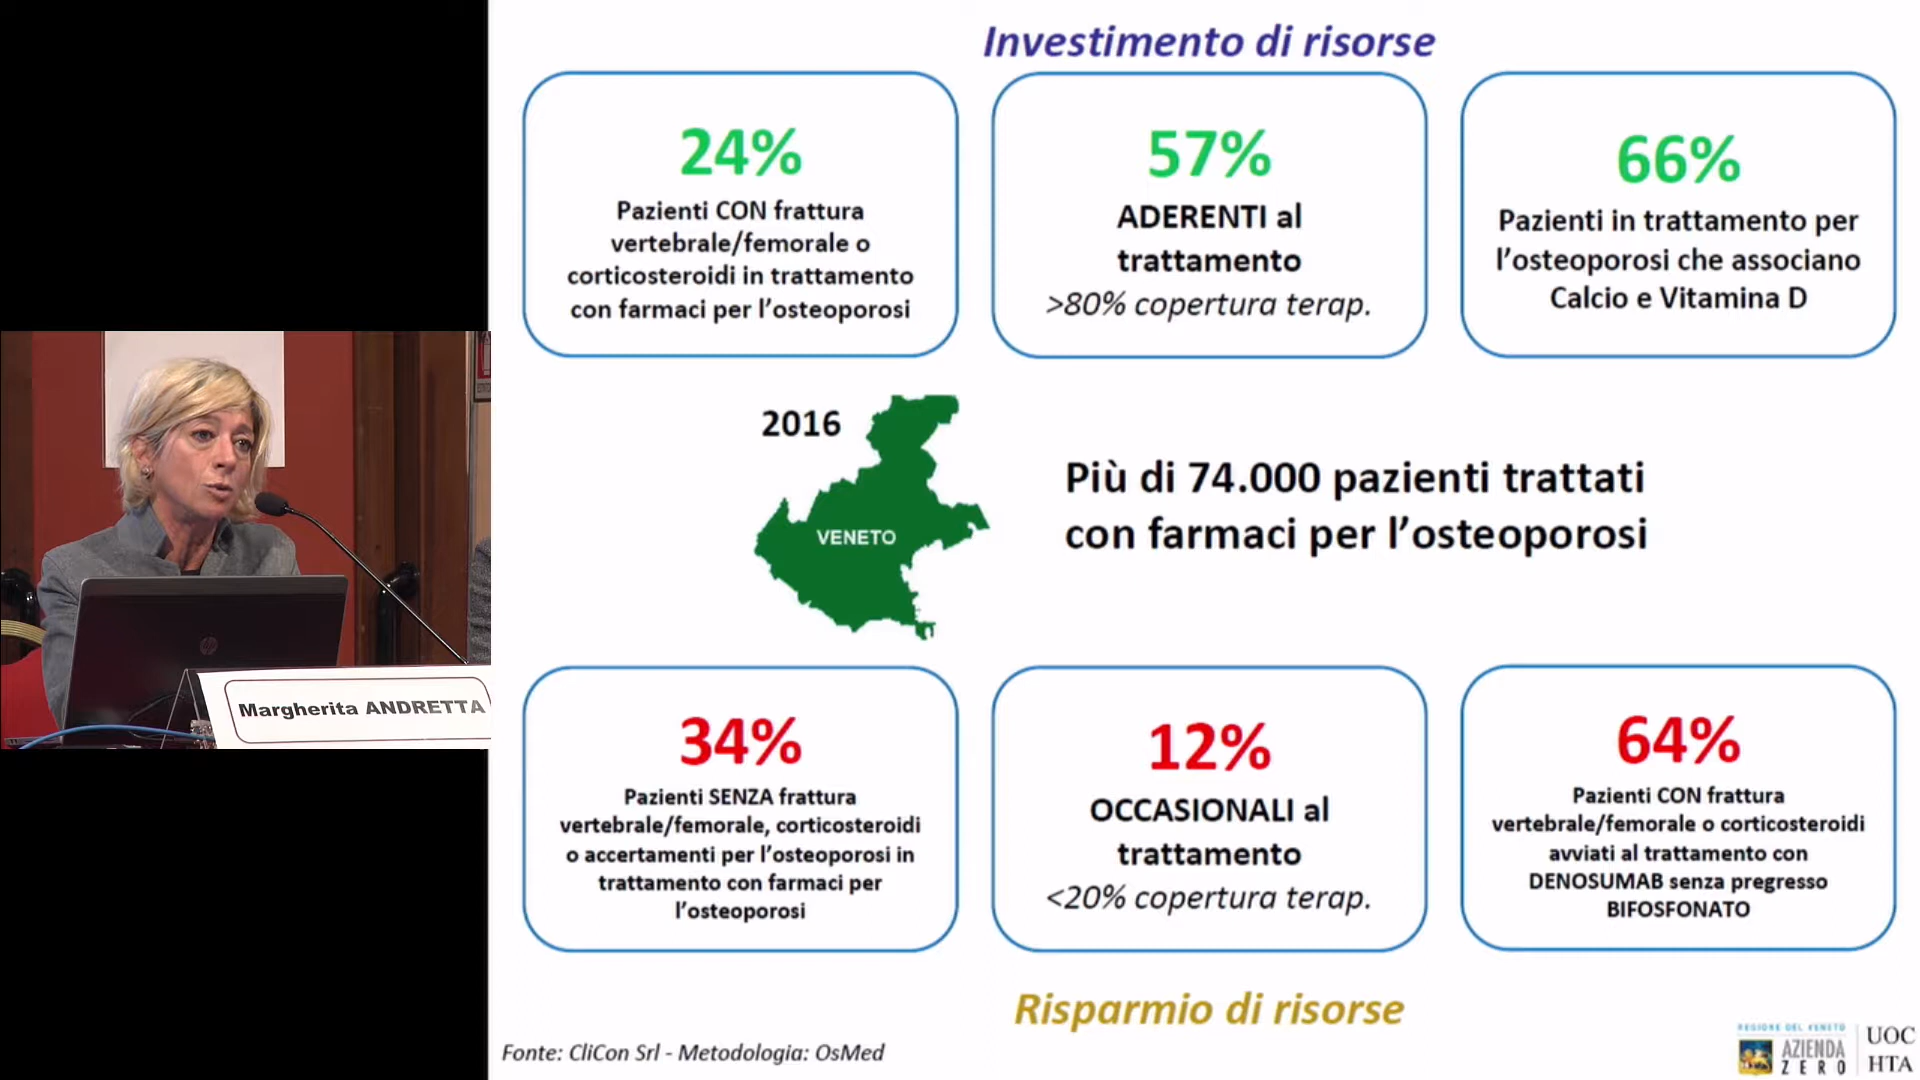 Investimento di risorse
24%
Pazienti CON frattura
vertebrale/femorale o
corticosteroidi in trattamento
con farmaci per l'osteoporosi
57%
ADERENTI al
trattamento
>80% copertura terap.
66%
Pazienti in trattamento per
l'osteoporosi che associano
Calcio e Vitamina D
2016
VENETO
Più di 74.000 pazienti trattati
con farmaci per l'osteoporosi
Margherita ANDRETTA
34%
Pazienti SENZA frattura
vertebrale/femorale, corticosteroidi
o accertamenti per l'osteoporosi in
trattamento con farmaci per
l'osteoporosi
12%
OCCASIONALI al
trattamento
<20% copertura terap.
64%
Pazienti CON frattura
vertebrale/femorale o corticosteroidi
avviati al trattamento con
DENOSUMAB senza pregresso
BIFOSFONATO
Risparmio di risorse
Fonte: CliCon Srl - Metodologia: OsMed
REGIONE DEL VENETO
AZIENDA
ZERO
UOC
HTA